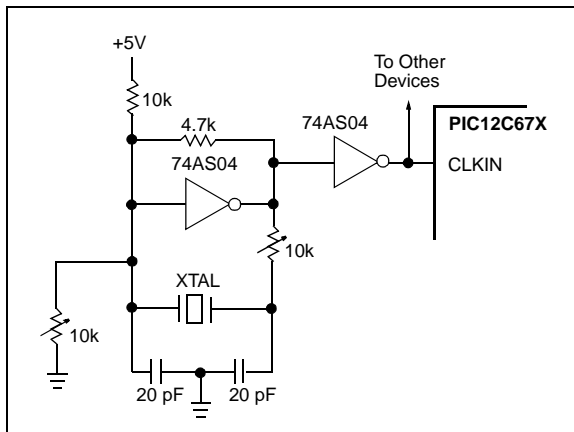 +5V
To Other
Devices
10k
4.7k
74AS04
PIC12C67X
74AS04
CLKIN
10k
XTAL
10k
20 pF
20 pF